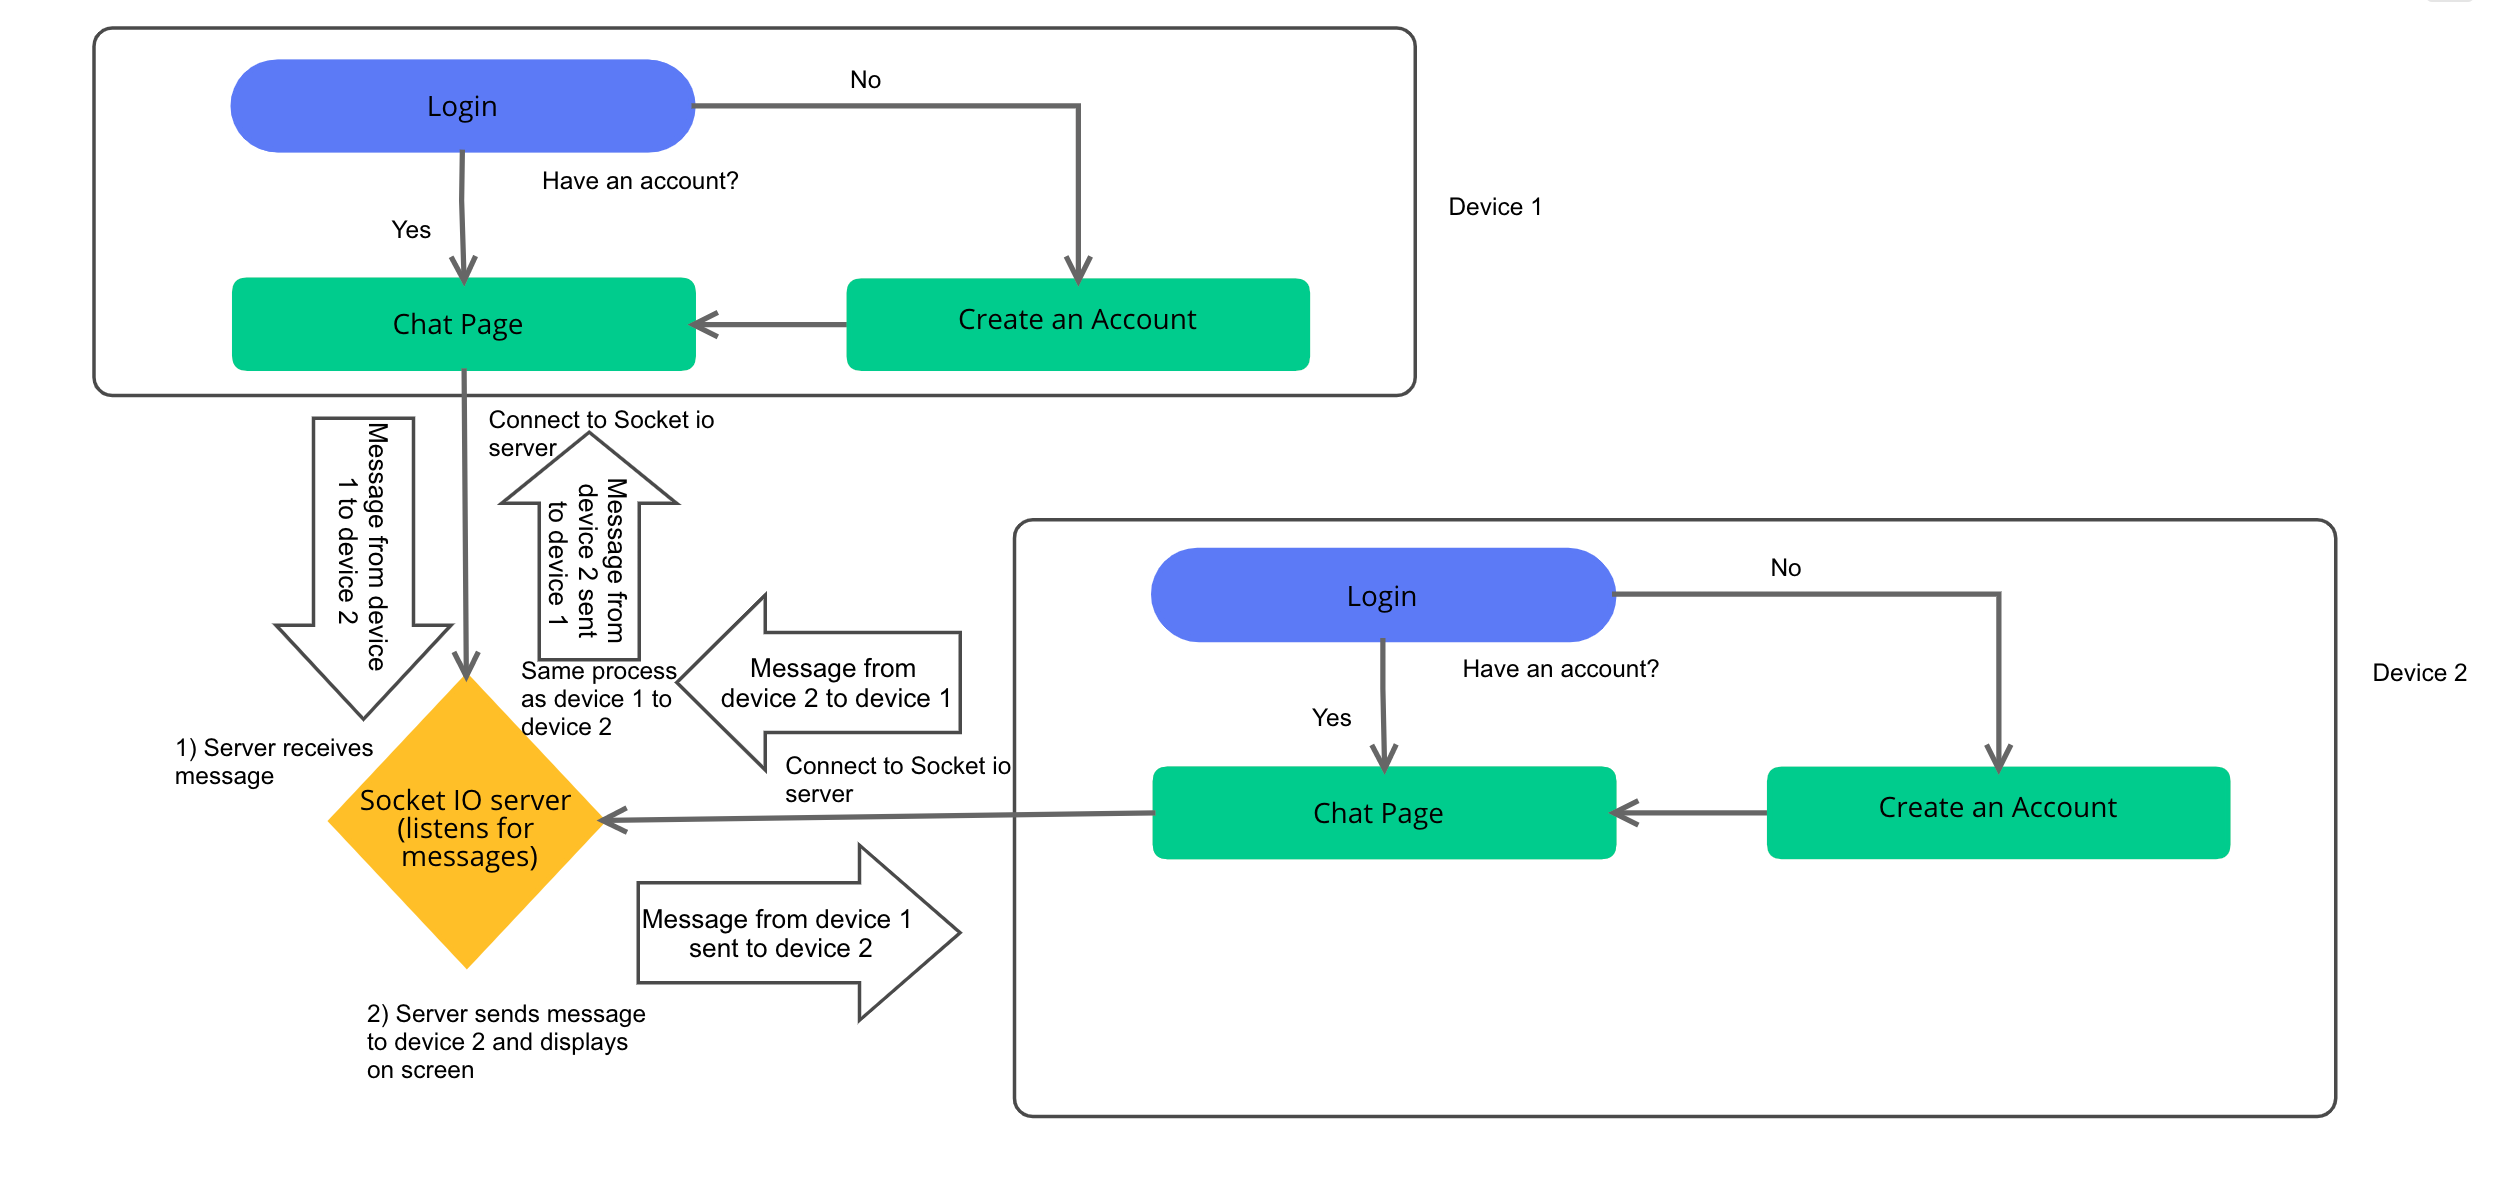 Login
No
Have an account?
Yes
Device 1
Chat Page
Create an Account
Connect to Socket io
server
Message from device
1 to device 2
Message from
device 2 sent
to device 1
Login
No
Have an account?
Yes
Device 2
Same process
as device 1 to
device 2
Message from
device 2 to device 1
1) Server receives
message
Connect to Socket io
server
Socket IO server
(listens for
messages)
Chat Page
Create an Account
Message from device 1
sent to device 2
2) Server sends message
to device 2 and displays
on screen